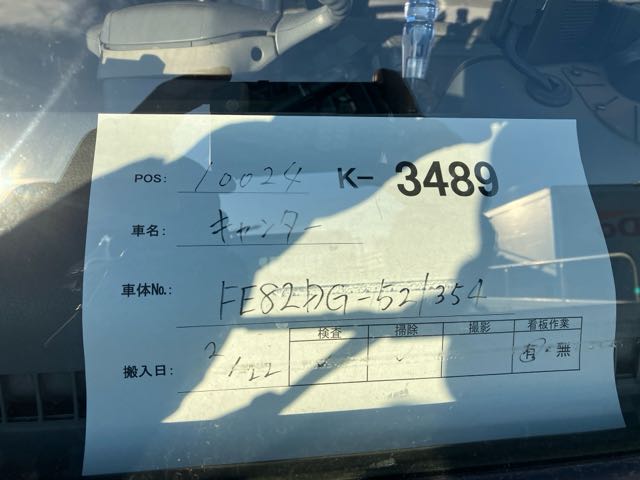 POS: 10024 K- 3489
車名: キャンター
車体No.: FE82DG-521354
検査 掃除 撮影 看板作業
搬入日: 2/22 ✓ ✓ 有・無